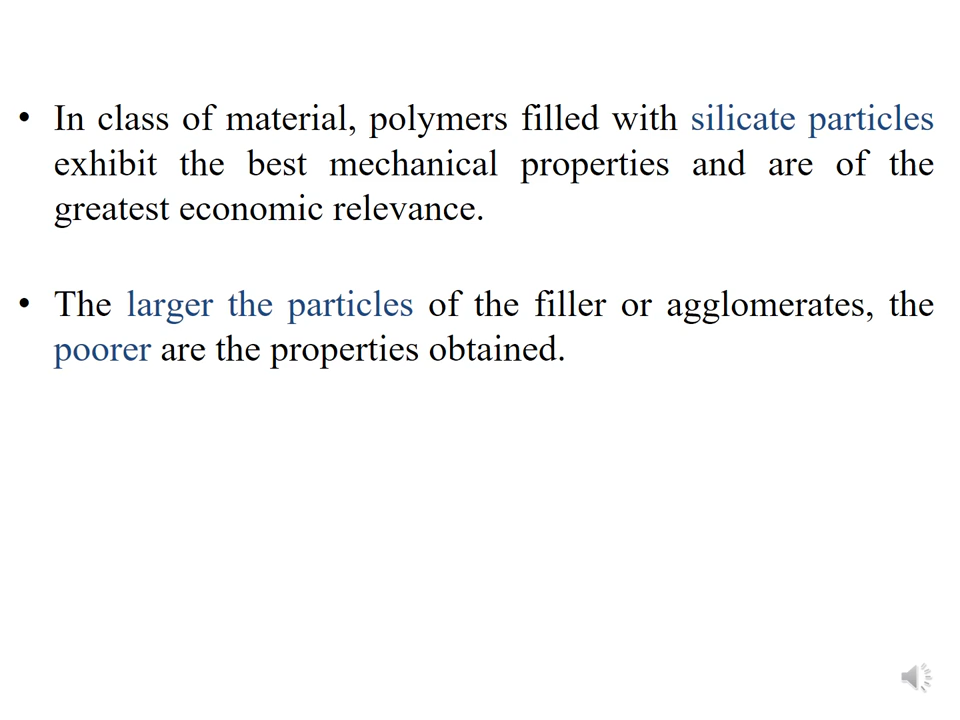 • In class of material, polymers filled with silicate particles
exhibit the best mechanical properties and are of the
greatest economic relevance.
• The larger the particles of the filler or agglomerates, the
poorer are the properties obtained.